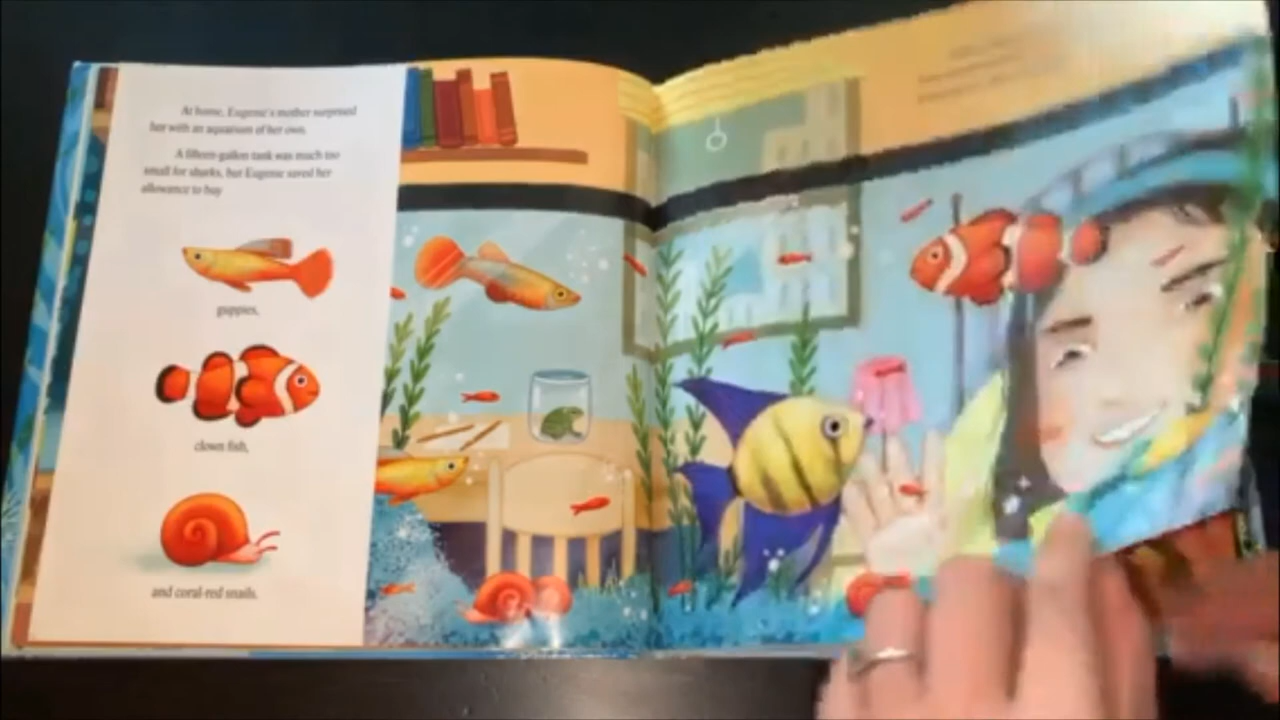 At home, Eugenie's mother surprised
her with an aquarium of her own.
A fifteen-gallon tank was much too
small for sharks, but Eugenie saved her
allowance to buy
guppies,
clown fish,
and coral-red snails.